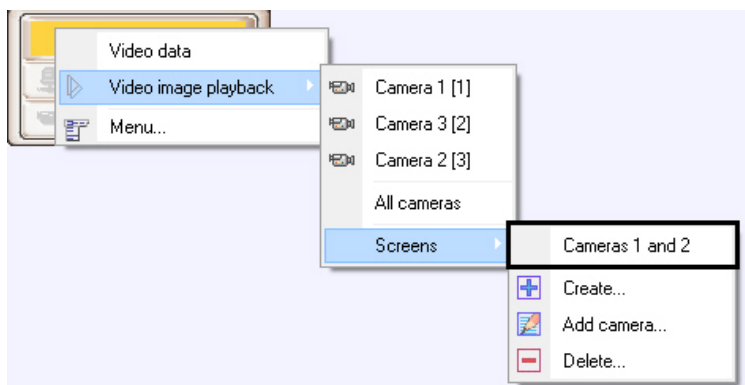 Video data
Video image playback
Menu...
Camera 1 [1]
Camera 3 [2]
Camera 2 [3]
All cameras
Screens
Cameras 1 and 2
Create...
Add camera...
Delete...